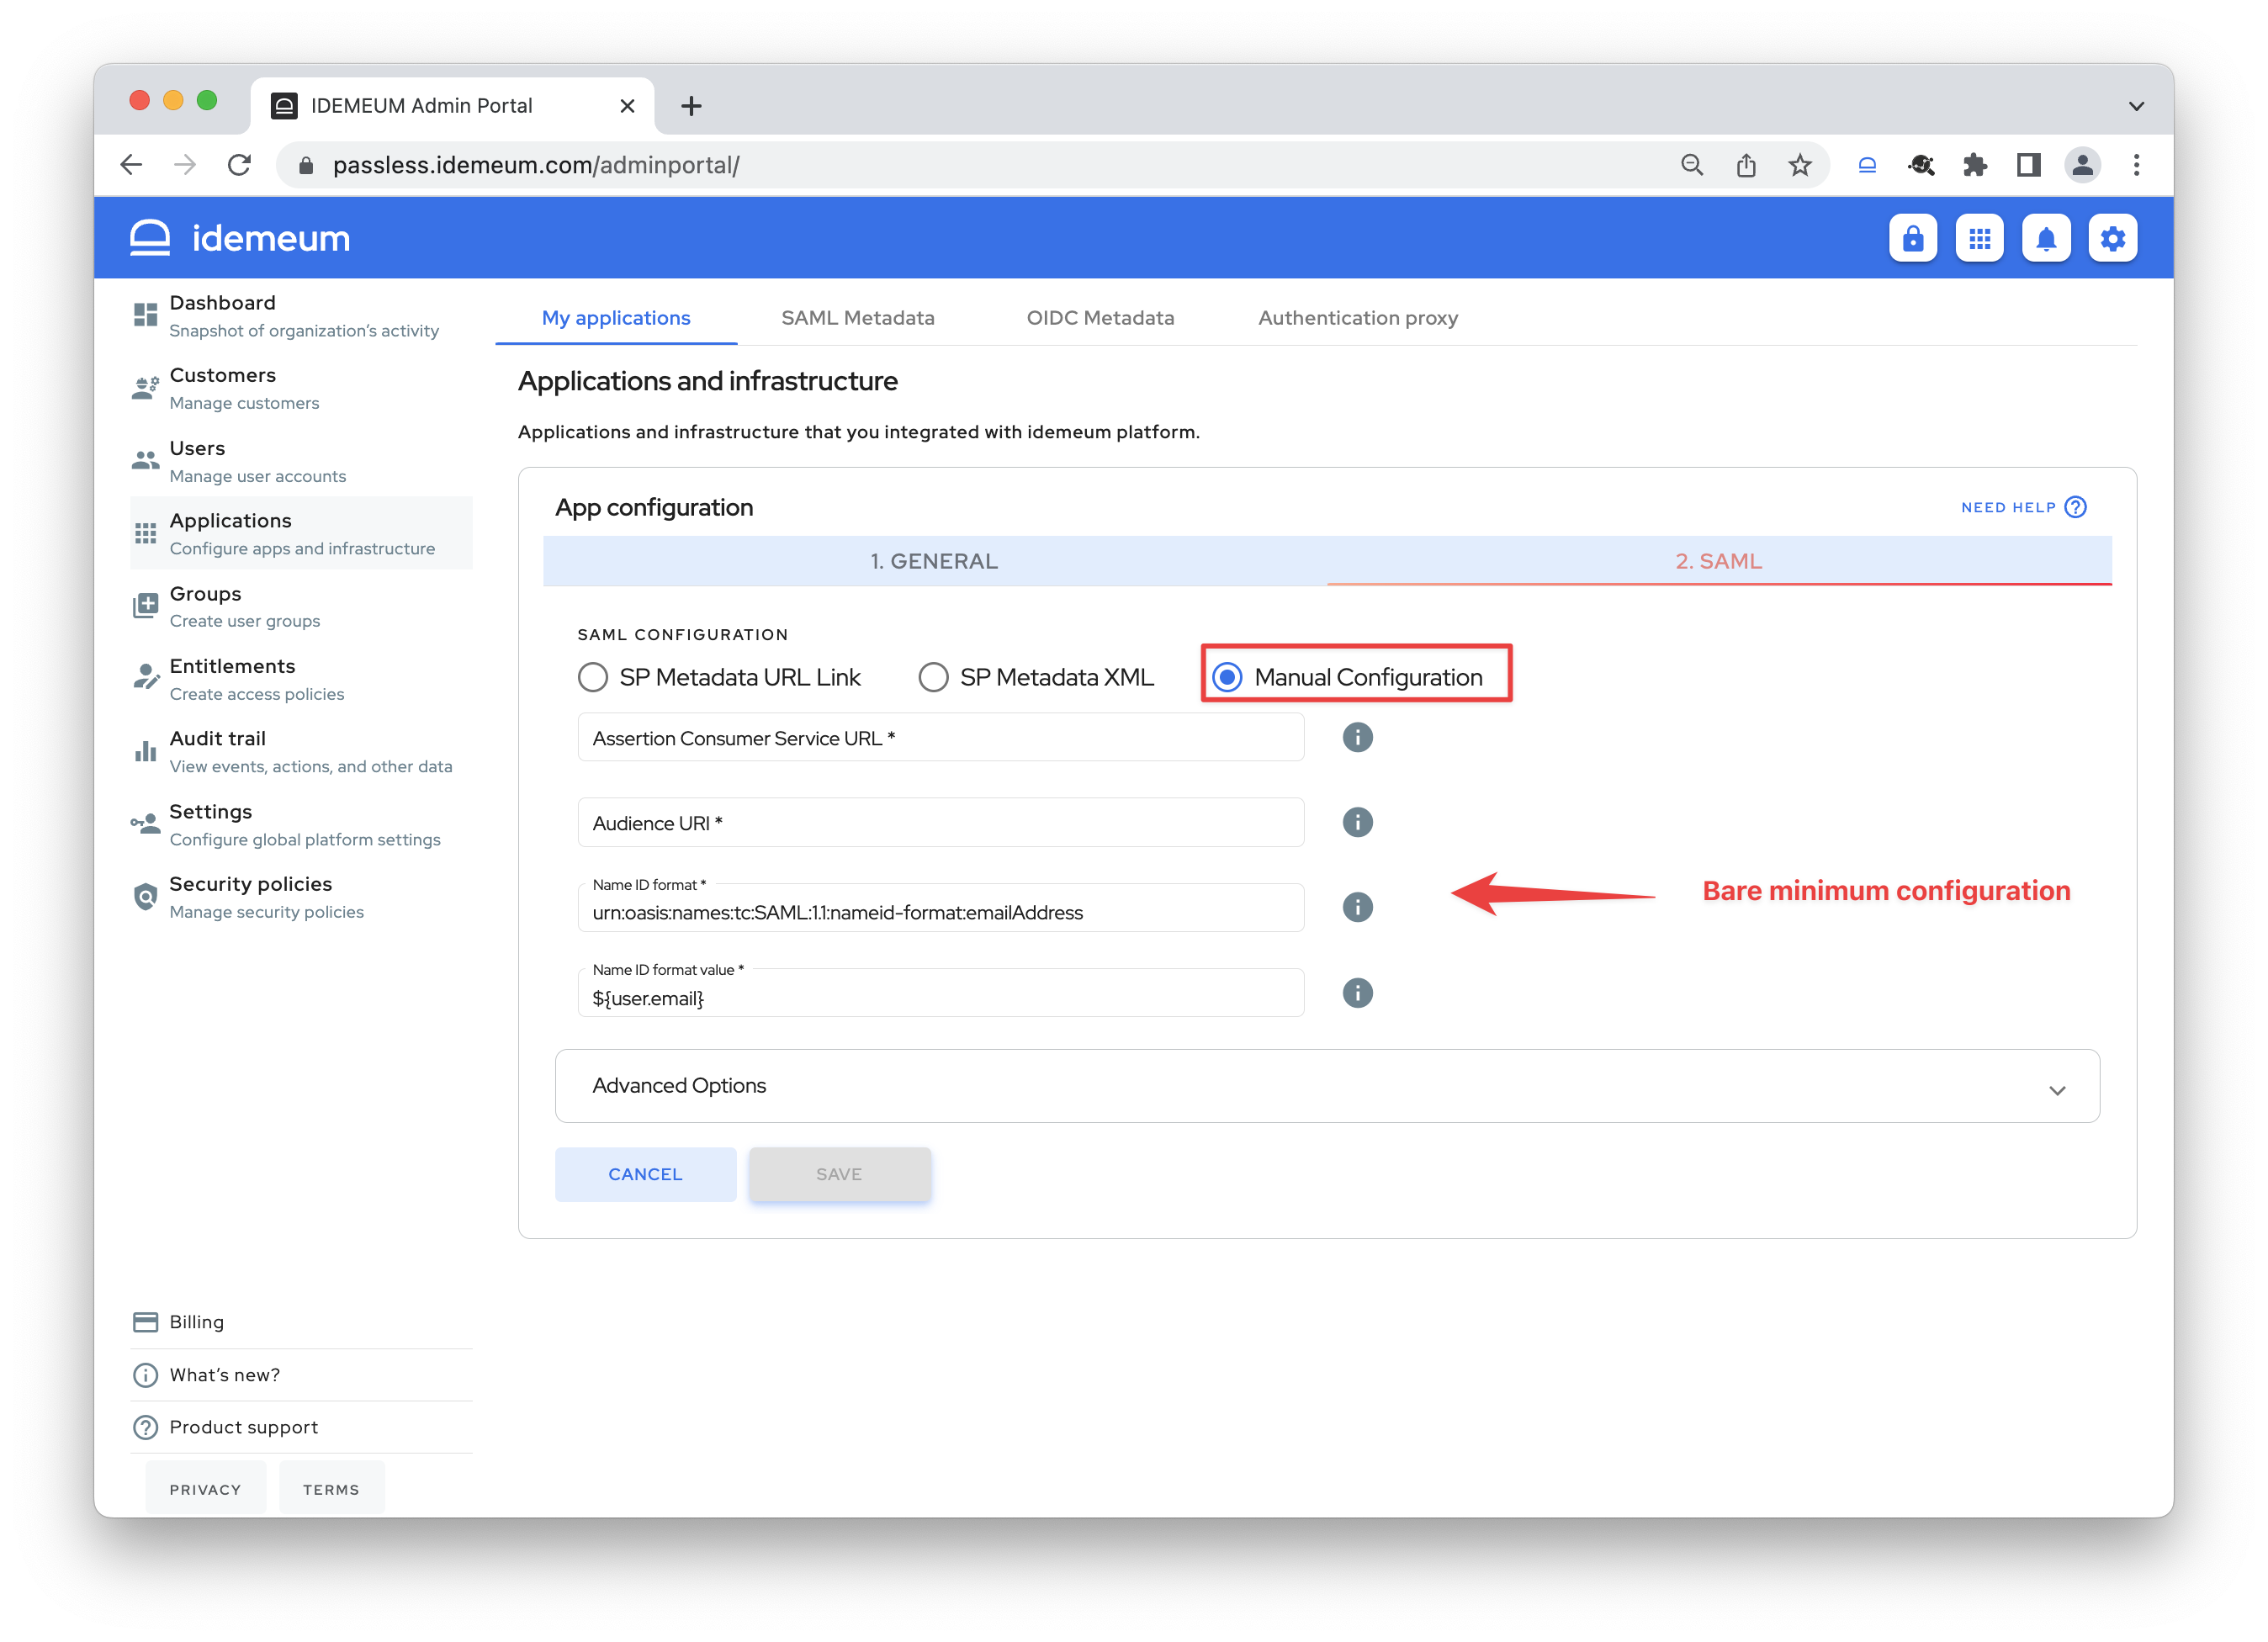 IDEMEUM Admin Portal
passless.idemeum.com/adminportal/
idemeum
Dashboard
Snapshot of organization's activity
Customers
Manage customers
Users
Manage user accounts
Applications
Configure apps and infrastructure
Groups
Create user groups
Entitlements
Create access policies
Audit trail
View events, actions, and other data
Settings
Configure global platform settings
Security policies
Manage security policies
Billing
What's new?
Product support
PRIVACY TERMS
My applications SAML Metadata OIDC Metadata Authentication proxy
Applications and infrastructure
Applications and infrastructure that you integrated with idemeum platform.
App configuration NEED HELP
1. GENERAL 2. SAML
SAML CONFIGURATION
SP Metadata URL Link SP Metadata XML Manual Configuration
Assertion Consumer Service URL *
Audience URI *
Name ID format *
urn:oasis:names:tc:SAML:1.1:nameid-format:emailAddress
Bare minimum configuration
Name ID format value *
${user.email}
Advanced Options
CANCEL SAVE